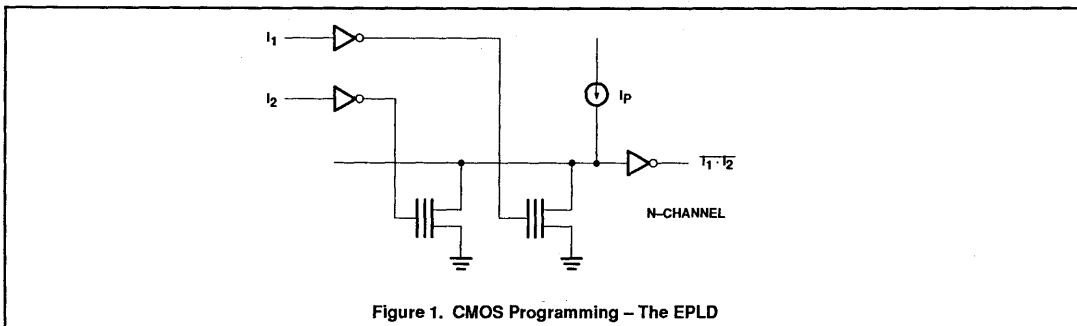 I1
I2
IP
I1 · I2
N–CHANNEL
Figure 1. CMOS Programming – The EPLD